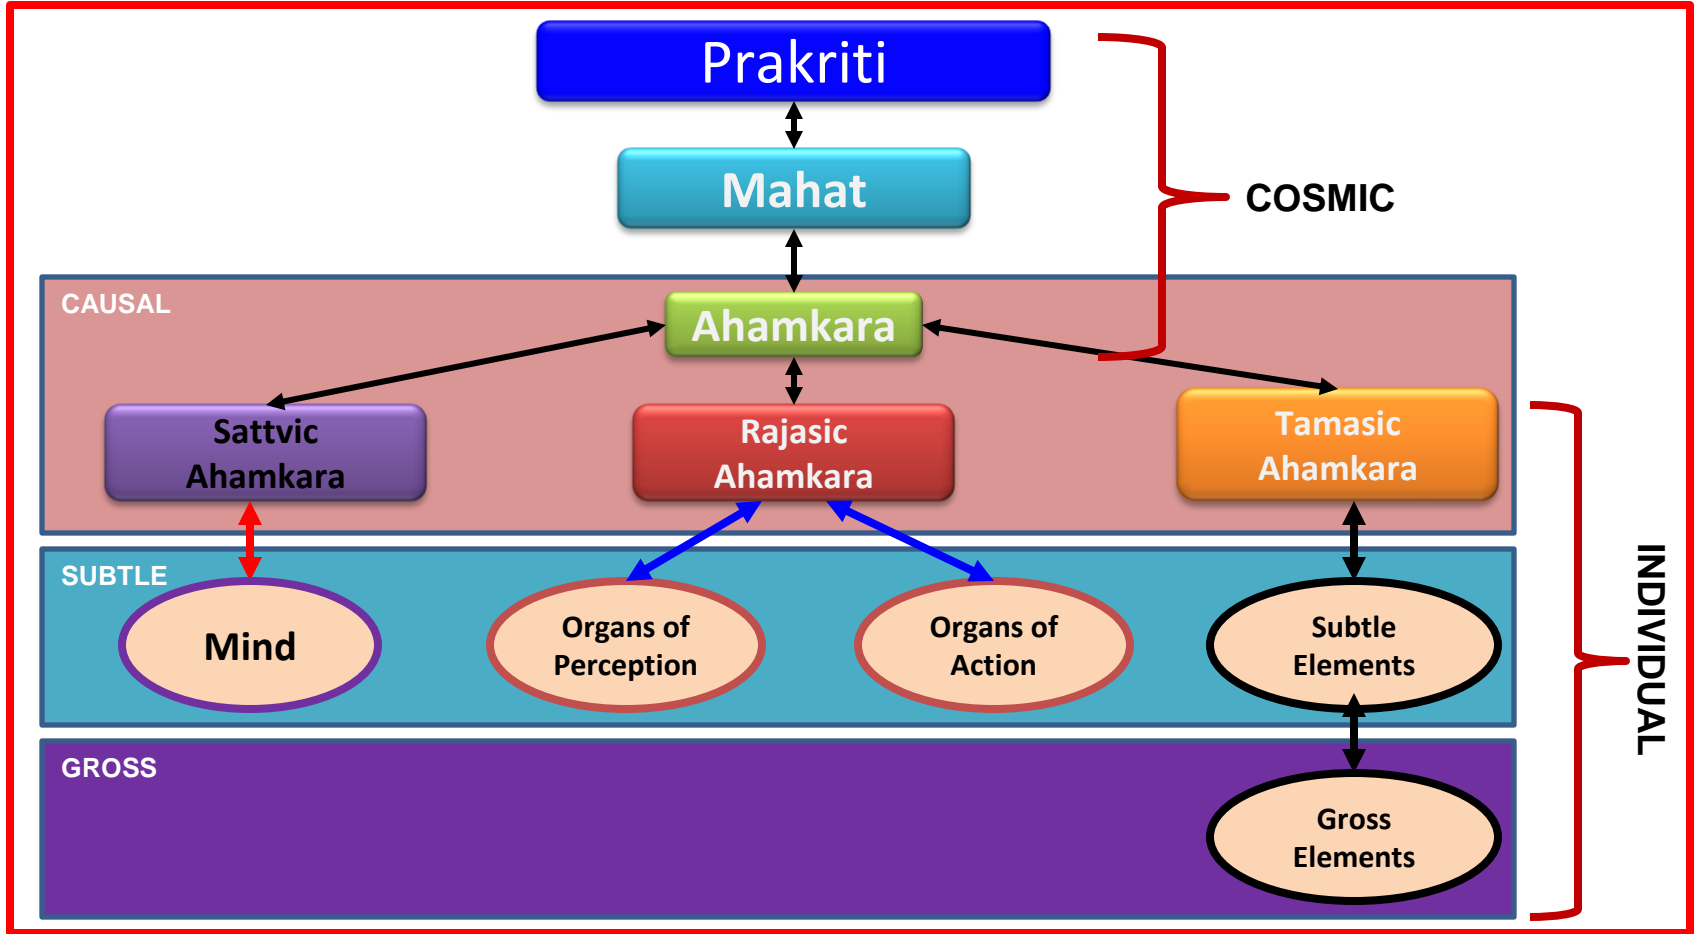 Prakriti
Mahat
COSMIC
CAUSAL
Ahamkara
Sattvic
Ahamkara
Rajasic
Ahamkara
Tamasic
Ahamkara
SUBTLE
Mind
Organs of
Perception
Organs of
Action
Subtle
Elements
INDIVIDUAL
GROSS
Gross
Elements